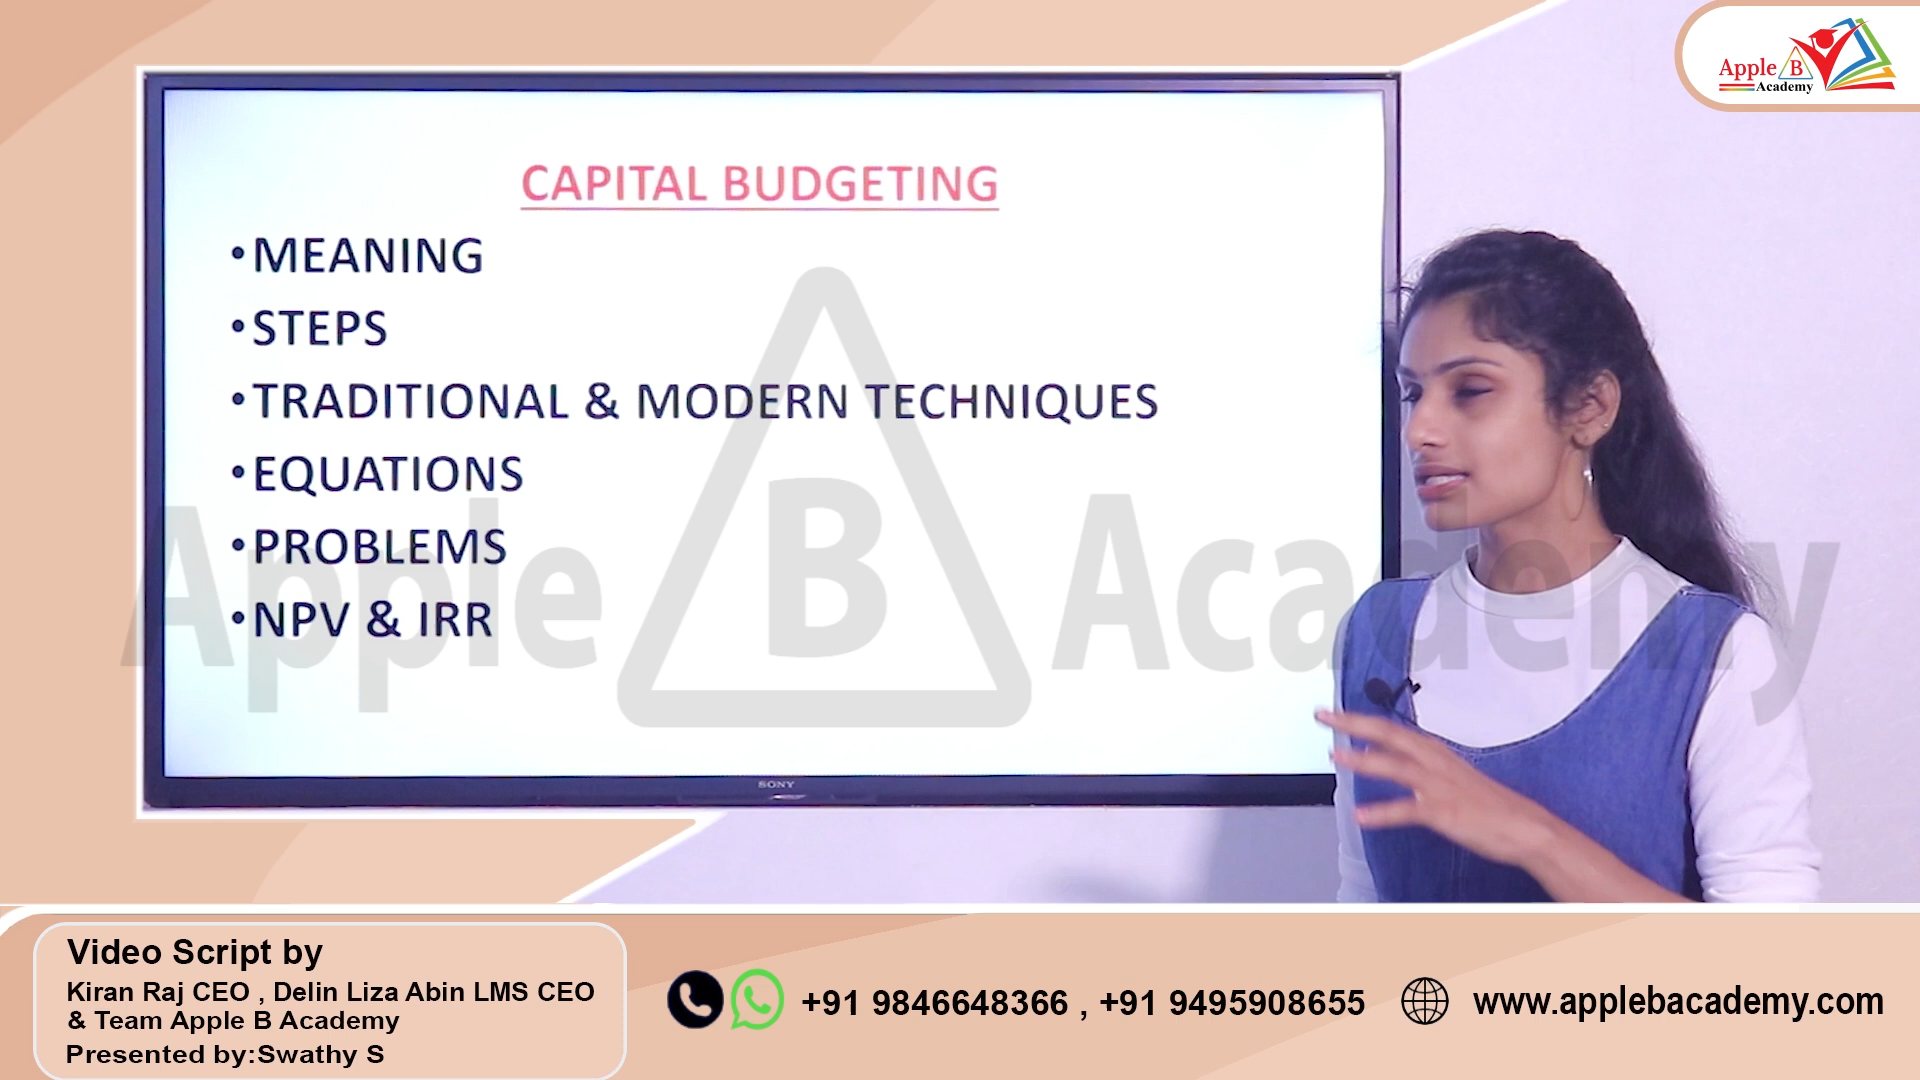 Apple B
Academy
CAPITAL BUDGETING
•MEANING
•STEPS
•TRADITIONAL & MODERN TECHNIQUES
•EQUATIONS
•PROBLEMS
•NPV & IRR
Apple B Academy
SONY
Video Script by
Kiran Raj CEO , Delin Liza Abin LMS CEO
& Team Apple B Academy
Presented by:Swathy S
+91 9846648366 , +91 9495908655
www.applebacademy.com